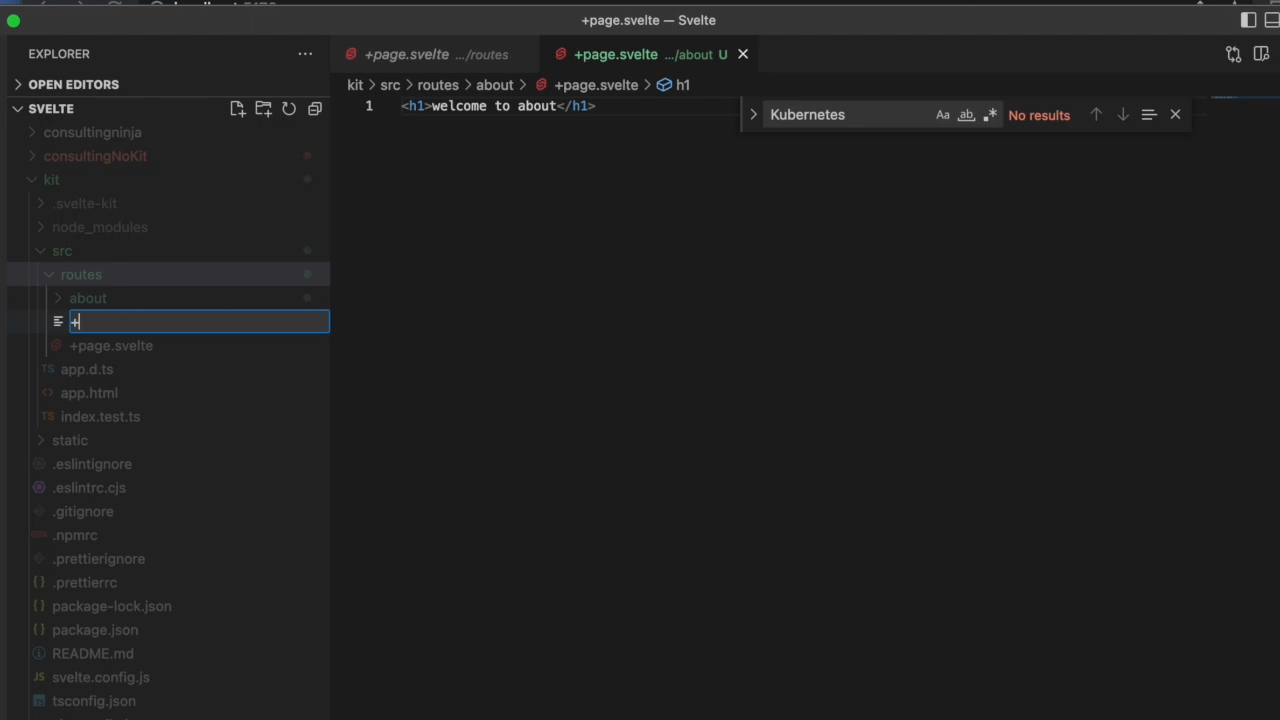 +page.svelte — Svelte
EXPLORER
OPEN EDITORS
SVELTE
consultingninja
consultingNoKit
kit
.svelte-kit
node_modules
src
routes
about
+
+page.svelte
TS app.d.ts
<> app.html
TS index.test.ts
static
.eslintignore
.eslintrc.cjs
.gitignore
.npmrc
.prettierignore
{} .prettierrc
{} package-lock.json
{} package.json
README.md
JS svelte.config.js
tsconfig.json
+page.svelte .../routes
+page.svelte .../about U
kit > src > routes > about > +page.svelte > h1
1 <h1>welcome to about</h1>
Kubernetes Aa ab .* No results